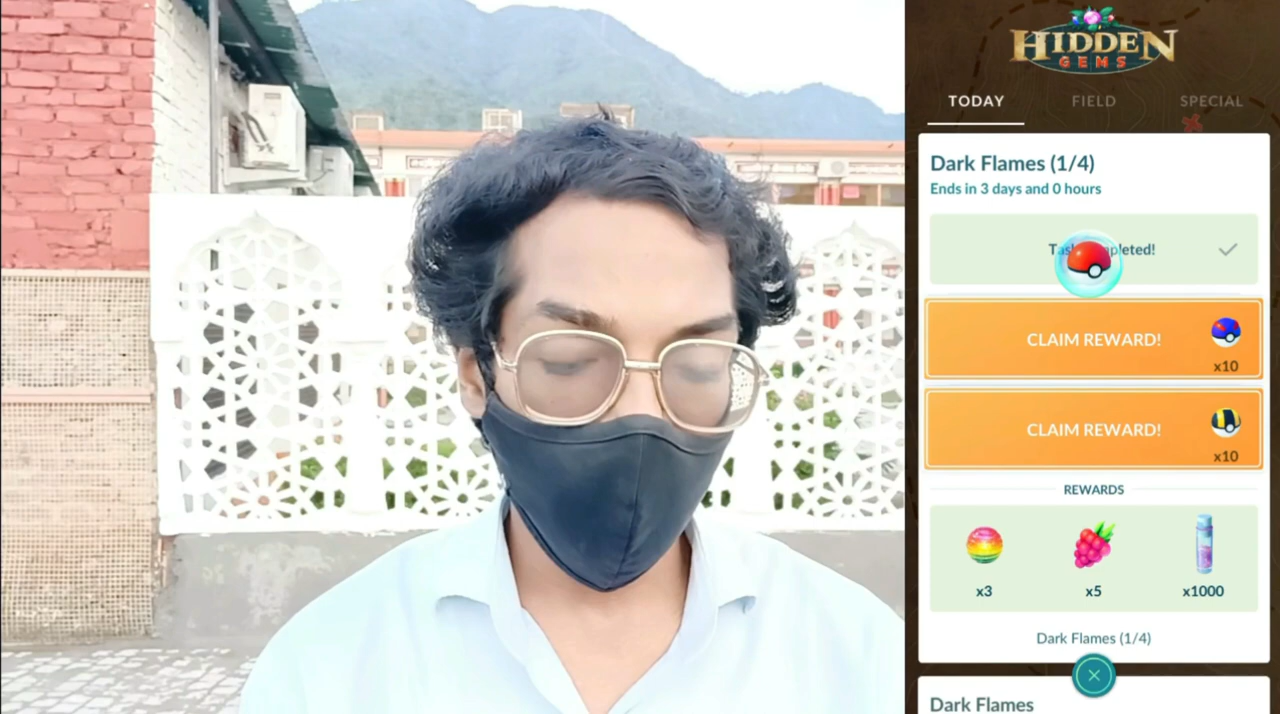 HIDDEN
GEMS
TODAY
FIELD
SPECIAL
Dark Flames (1/4)
Ends in 3 days and 0 hours
CLAIM REWARD!
x10
CLAIM REWARD!
x10
REWARDS
x3
x5
x1000
Dark Flames (1/4)
Dark Flames